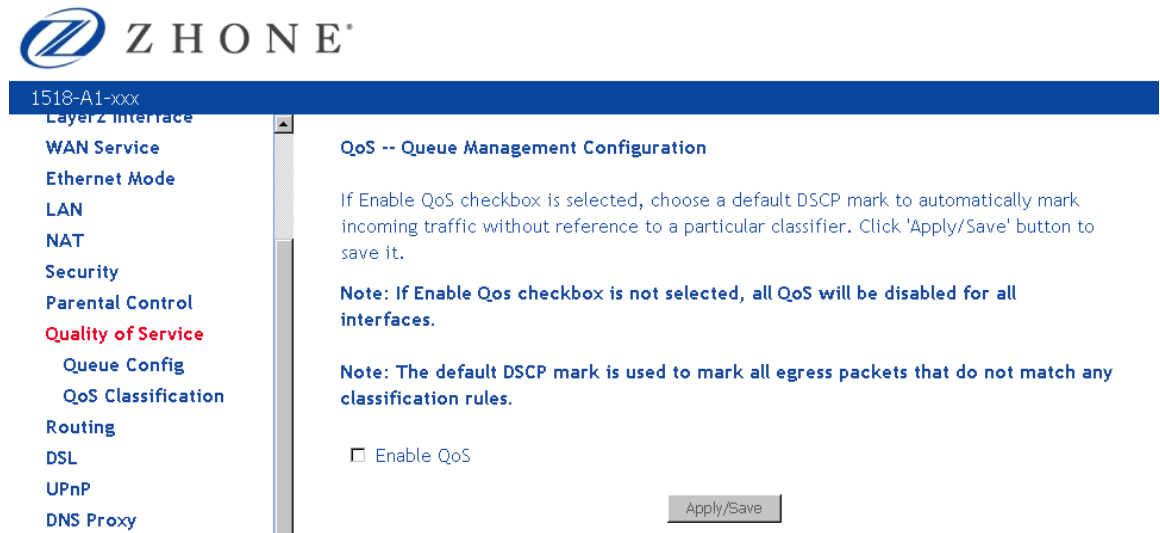 ZHONE®
1518-A1-xxx
Layer2 Interface
WAN Service
Ethernet Mode
LAN
NAT
Security
Parental Control
Quality of Service
Queue Config
QoS Classification
Routing
DSL
UPnP
DNS Proxy
QoS -- Queue Management Configuration
If Enable QoS checkbox is selected, choose a default DSCP mark to automatically mark
incoming traffic without reference to a particular classifier. Click 'Apply/Save' button to
save it.
Note: If Enable Qos checkbox is not selected, all QoS will be disabled for all
interfaces.
Note: The default DSCP mark is used to mark all egress packets that do not match any
classification rules.
Enable QoS
Apply/Save